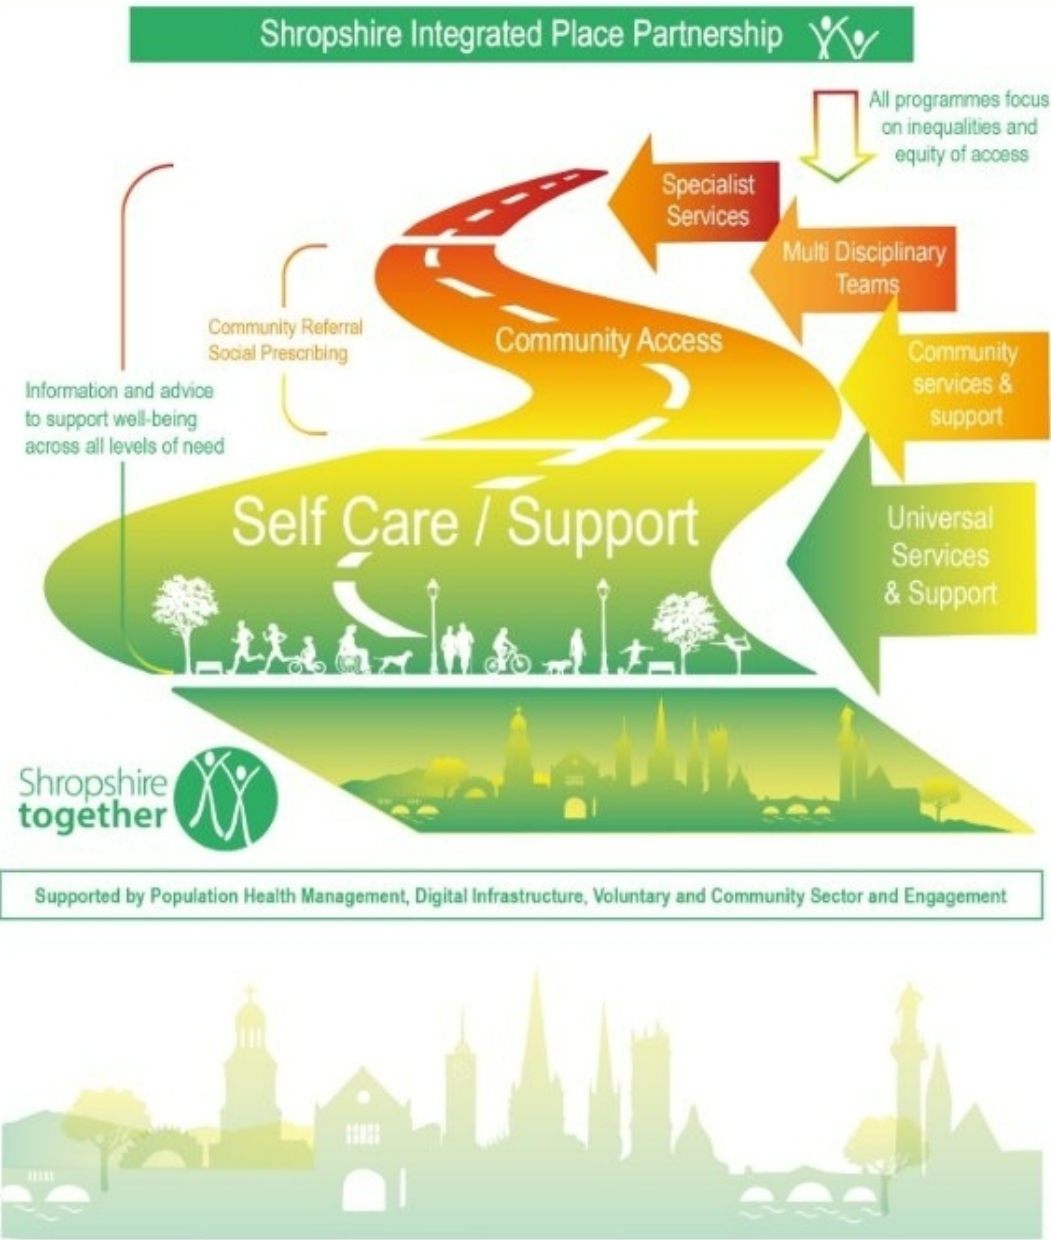 Shropshire Integrated Place Partnership
All programmes focus
on inequalities and
equity of access
Specialist
Services
Multi Disciplinary
Teams
Community Referral
Social Prescribing
Community Access
Community
services &
support
Information and advice
to support well-being
across all levels of need
Self Care / Support
Universal
Services
& Support
Shropshire
together
Supported by Population Health Management, Digital Infrastructure, Voluntary and Community Sector and Engagement